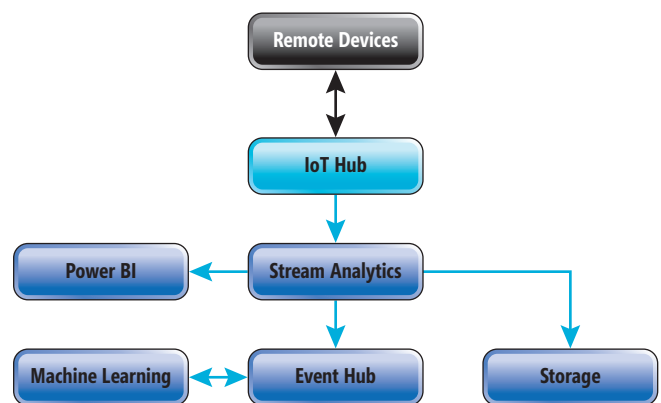 Remote Devices
IoT Hub
Power BI
Stream Analytics
Machine Learning
Event Hub
Storage